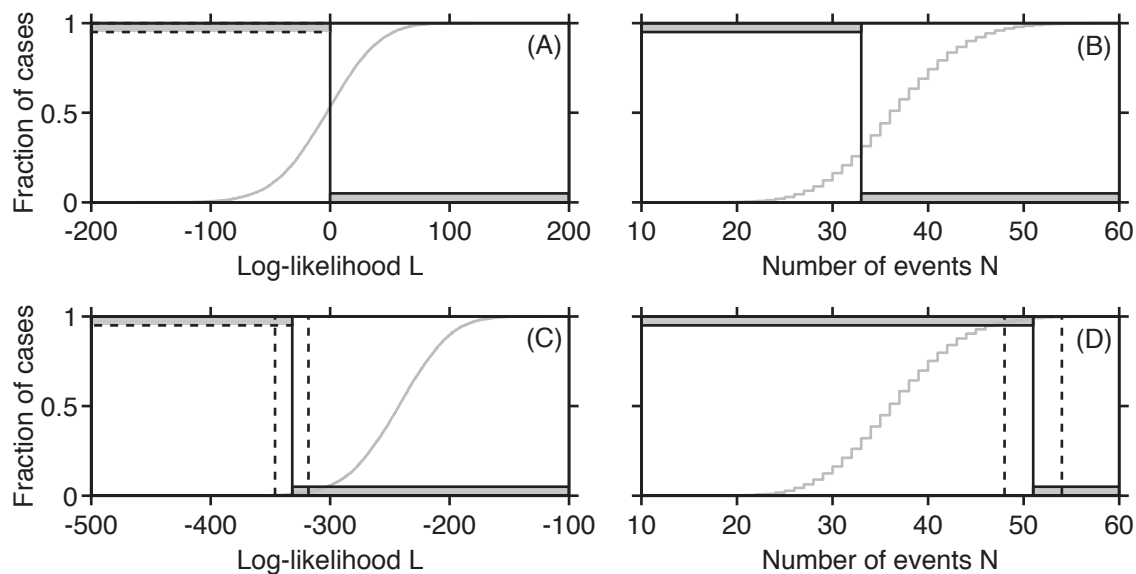 Fraction of cases
1
0.5
0
(A)
-200 -100 0 100 200
Log-likelihood L
(B)
10 20 30 40 50 60
Number of events N
Fraction of cases
1
0.5
0
(C)
-500 -400 -300 -200 -100
Log-likelihood L
(D)
10 20 30 40 50 60
Number of events N